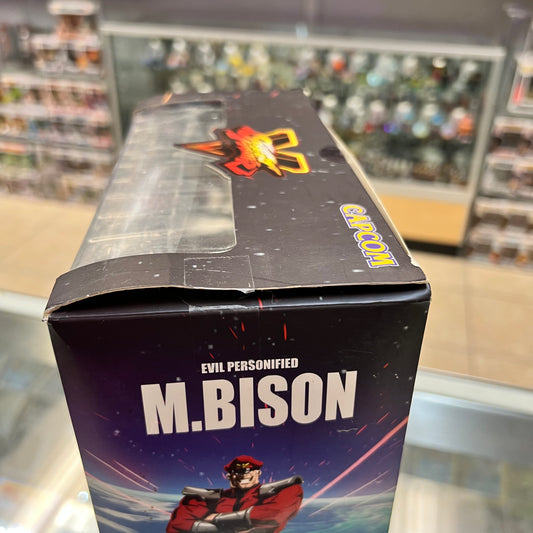 V
CAPCOM
EVIL PERSONIFIED
M.BISON